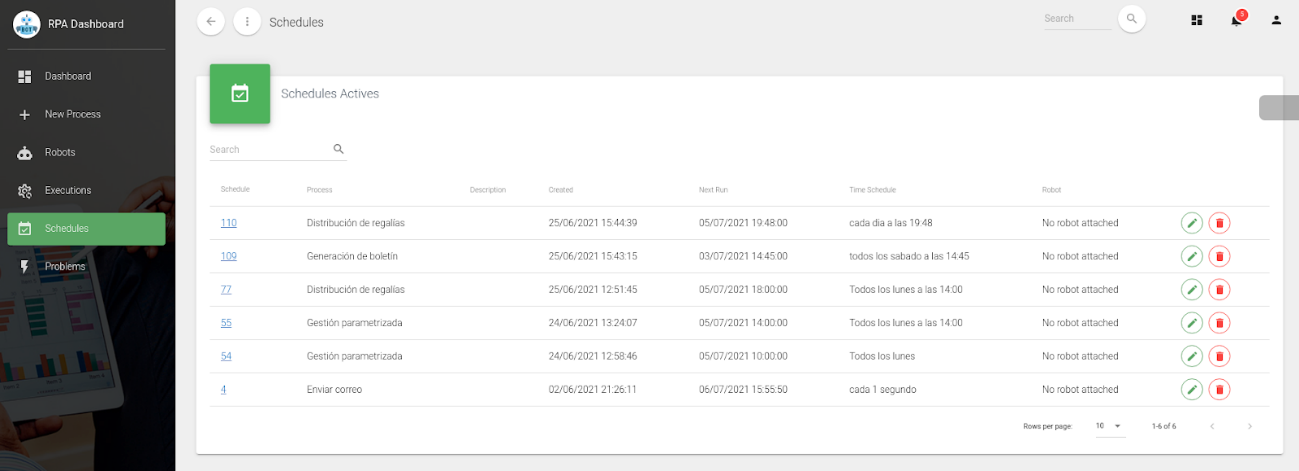 RPA Dashboard
Dashboard
New Process
Robots
Executions
Schedules
Problems
Schedules
Search
5
Schedules Actives
Search
Schedule Process Description Created Next Run Time Schedule Robot
110 Distribución de regalías 25/06/2021 15:44:39 05/07/2021 19:48:00 cada dia a las 19:48 No robot attached
109 Generación de boletín 25/06/2021 15:43:15 03/07/2021 14:45:00 todos los sabado a las 14:45 No robot attached
77 Distribución de regalías 25/06/2021 12:51:45 05/07/2021 18:00:00 Todos los lunes a las 14:00 No robot attached
55 Gestión parametrizada 24/06/2021 13:24:07 05/07/2021 14:00:00 Todos los lunes a las 14:00 No robot attached
54 Gestión parametrizada 24/06/2021 12:58:46 05/07/2021 10:00:00 Todos los lunes No robot attached
4 Enviar correo 02/06/2021 21:26:11 06/07/2021 15:55:50 cada 1 segundo No robot attached
Rows per page: 10 1-6 of 6